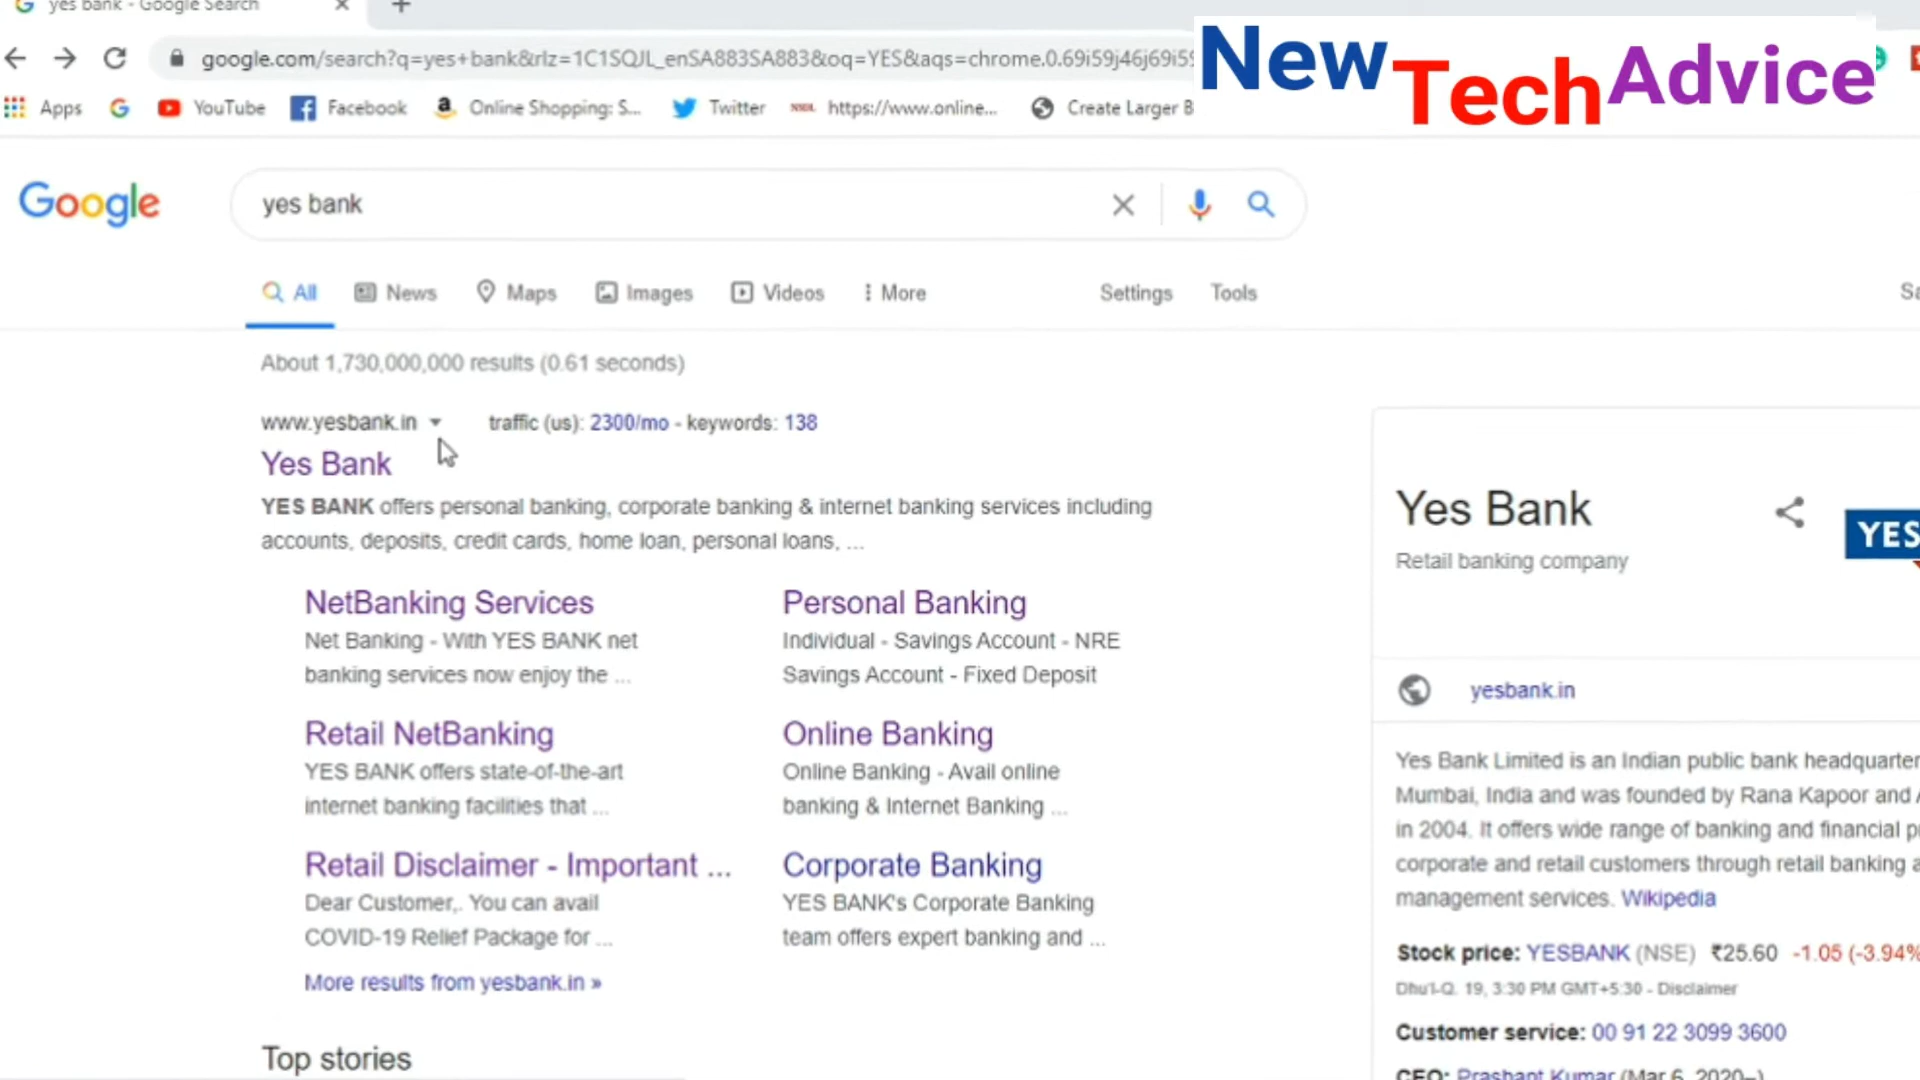 yes bank - Google Search
google.com/search?q=yes+bank&rlz=1C1SQJL_enSA883SA883&oq=YES&aqs=chrome.0.69i59j46j69i59
New Tech Advice
Apps YouTube Facebook Online Shopping: S... Twitter https://www.online... Create Larger B
Google yes bank
All News Maps Images Videos More Settings Tools
About 1,730,000,000 results (0.61 seconds)
www.yesbank.in traffic (us): 2300/mo - keywords: 138
Yes Bank
YES BANK offers personal banking, corporate banking & internet banking services including
accounts, deposits, credit cards, home loan, personal loans, ...
NetBanking Services
Net Banking - With YES BANK net
banking services now enjoy the ...
Personal Banking
Individual - Savings Account - NRE
Savings Account - Fixed Deposit
Retail NetBanking
YES BANK offers state-of-the-art
internet banking facilities that ...
Online Banking
Online Banking - Avail online
banking & Internet Banking ...
Retail Disclaimer - Important ...
Dear Customer,. You can avail
COVID-19 Relief Package for ...
Corporate Banking
YES BANK's Corporate Banking
team offers expert banking and ...
More results from yesbank.in »
Top stories
Yes Bank
Retail banking company
YES
yesbank.in
Yes Bank Limited is an Indian public bank headquarter
Mumbai, India and was founded by Rana Kapoor and
in 2004. It offers wide range of banking and financial
corporate and retail customers through retail banking
management services. Wikipedia
Stock price: YESBANK (NSE) ₹25.60 -1.05 (-3.94%
Dhuʻl-Q. 19, 3:30 PM GMT+5:30 - Disclaimer
Customer service: 00 91 22 3099 3600
CEO: Prashant Kumar (Mar 6, 2020–)